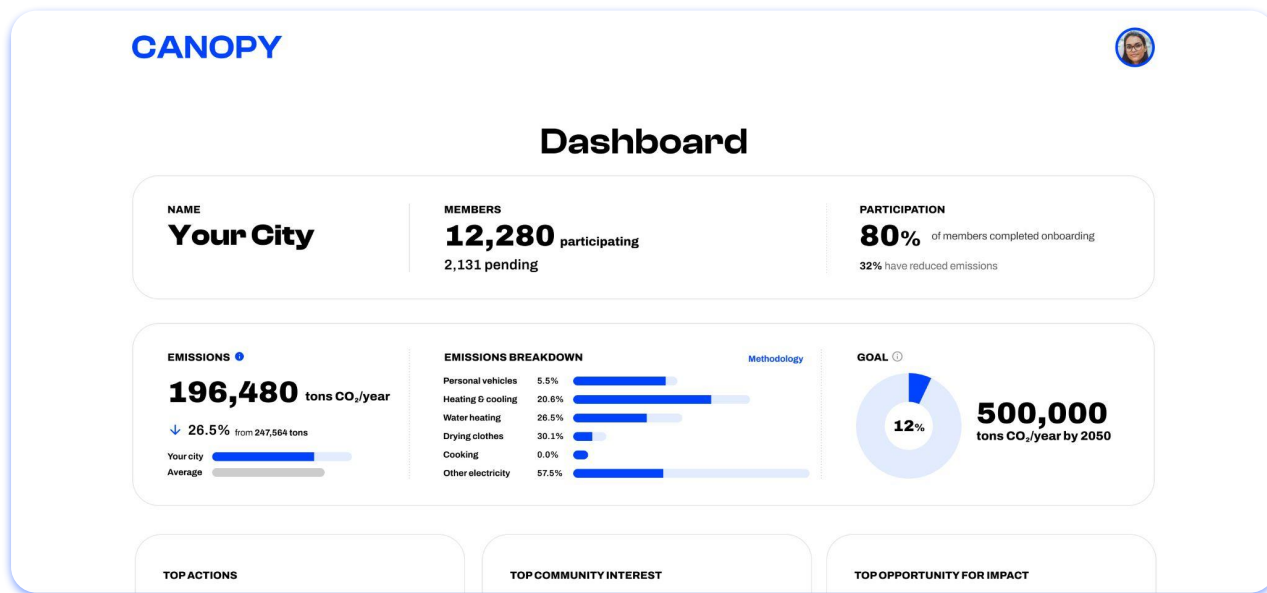 CANOPY
Dashboard
NAME
Your City
MEMBERS
12,280 participating
2,131 pending
PARTICIPATION
80% of members completed onboarding
32% have reduced emissions
EMISSIONS
196,480 tons CO₂/year
26.5% from 247,564 tons
Your city
Average
EMISSIONS BREAKDOWN
Methodology
Personal vehicles 5.5%
Heating & cooling 20.6%
Water heating 26.5%
Drying clothes 30.1%
Cooking 0.0%
Other electricity 57.5%
GOAL
12%
500,000
tons CO₂/year by 2050
TOP ACTIONS
TOP COMMUNITY INTEREST
TOP OPPORTUNITY FOR IMPACT